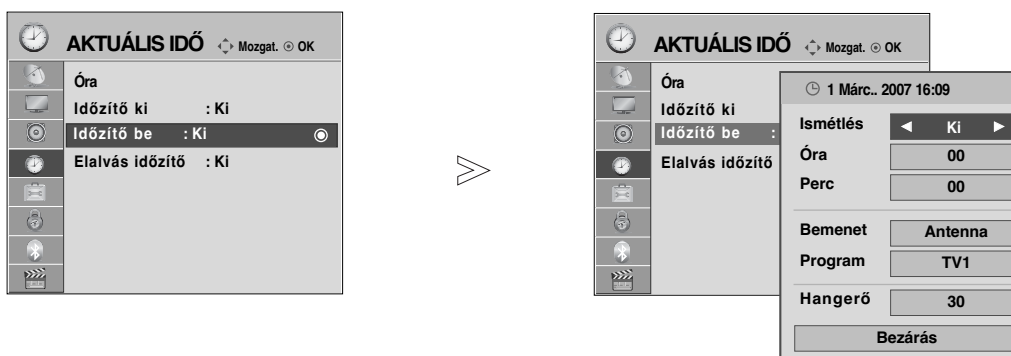 AKTUÁLIS IDŐ Mozgat. OK
Óra
Időzítő ki : Ki
Időzítő be : Ki
Elalvás időzítő : Ki
AKTUÁLIS IDŐ Mozgat. OK
Óra
Időzítő ki
Időzítő be :
Elalvás időzítő
1 Márc.. 2007 16:09
Ismétlés ◄ Ki ►
Óra 00
Perc 00
Bemenet Antenna
Program TV1
Hangerő 30
Bezárás